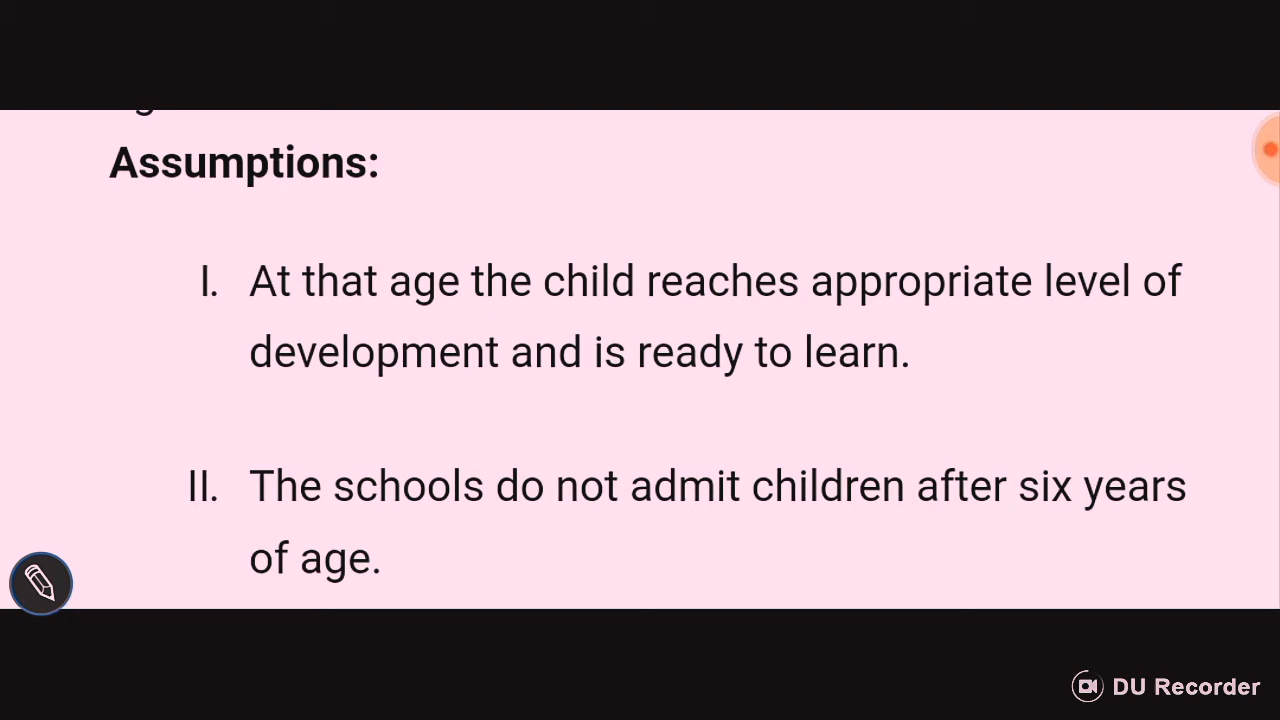 Assumptions:
I. At that age the child reaches appropriate level of
development and is ready to learn.
II. The schools do not admit children after six years
of age.
DU Recorder